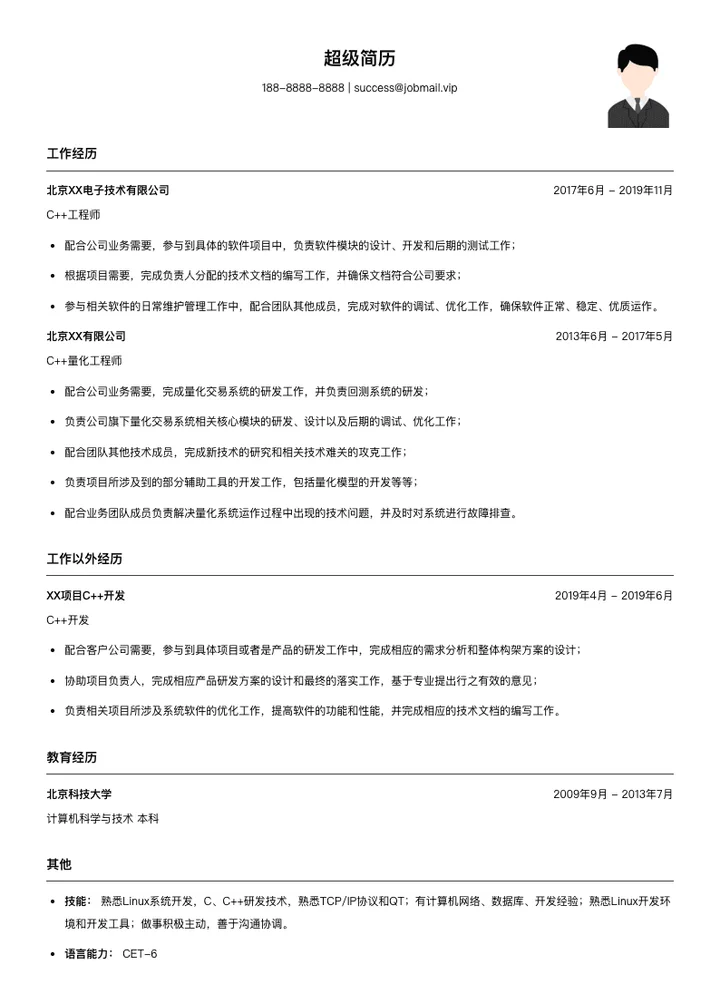 超级简历
188-8888-8888 | success@jobmail.vip
工作经历
北京XX电子技术有限公司 2017年6月 – 2019年11月
C++工程师
• 配合公司业务需要，参与到具体的软件项目中，负责软件模块的设计、开发和后期的测试工作；
• 根据项目需要，完成负责人分配的技术文档的编写工作，并确保文档符合公司要求；
• 参与相关软件的日常维护管理工作中，配合团队其他成员，完成对软件的调试、优化工作，确保软件正常、稳定、优质运作。
北京XX有限公司 2013年6月 – 2017年5月
C++量化工程师
• 配合公司业务需要，完成量化交易系统的研发工作，并负责回测系统的研发；
• 负责公司旗下量化交易系统相关核心模块的研发、设计以及后期的调试、优化工作；
• 配合团队其他技术成员，完成新技术的研究和相关技术难关的攻克工作；
• 负责项目所涉及到的部分辅助工具的开发工作，包括量化模型的开发等等；
• 配合业务团队成员负责解决量化系统运作过程中出现的技术问题，并及时对系统进行故障排查。
工作以外经历
XX项目C++开发 2019年4月 – 2019年6月
C++开发
• 配合客户公司需要，参与到具体项目或者是产品的研发工作中，完成相应的需求分析和整体构架方案的设计；
• 协助项目负责人，完成相应产品研发方案的设计和最终的落实工作，基于专业提出行之有效的意见；
• 负责相关项目所涉及系统软件的优化工作，提高软件的功能和性能，并完成相应的技术文档的编写工作。
教育经历
北京科技大学 2009年9月 – 2013年7月
计算机科学与技术 本科
其他
• 技能： 熟悉Linux系统开发，C、C++研发技术，熟悉TCP/IP协议和QT；有计算机网络、数据库、开发经验；熟悉Linux开发环
境和开发工具；做事积极主动，善于沟通协调。
• 语言能力： CET-6